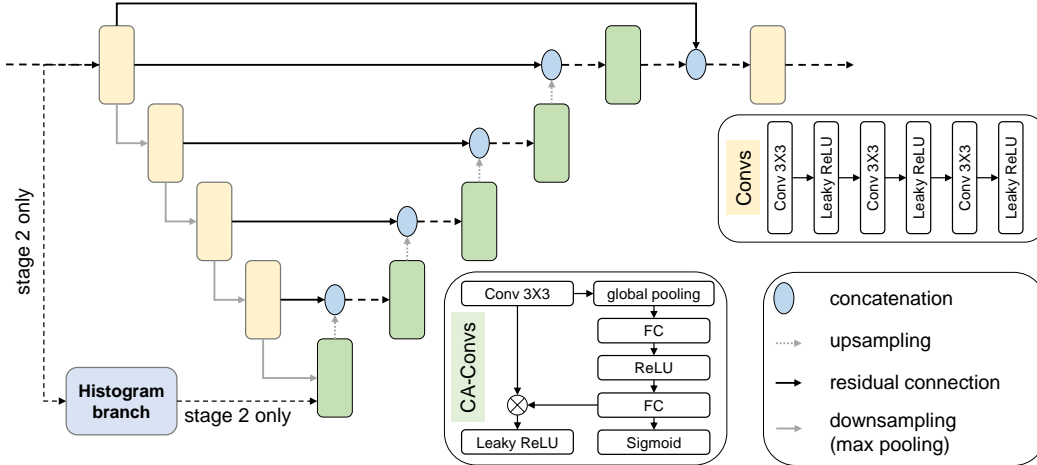 stage 2 only
Histogram
branch
stage 2 only
Convs
Conv 3X3
Leaky ReLU
Conv 3X3
Leaky ReLU
Conv 3X3
Leaky ReLU
CA-Convs
Conv 3X3
global pooling
FC
ReLU
FC
Leaky ReLU
Sigmoid
concatenation
upsampling
residual connection
downsampling
(max pooling)